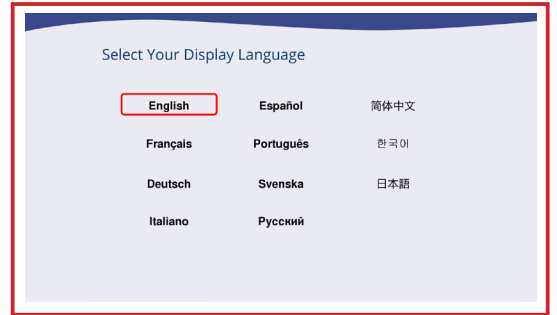 Select Your Display Language
English Español 简体中文
Français Português 한국어
Deutsch Svenska 日本語
Italiano Русский